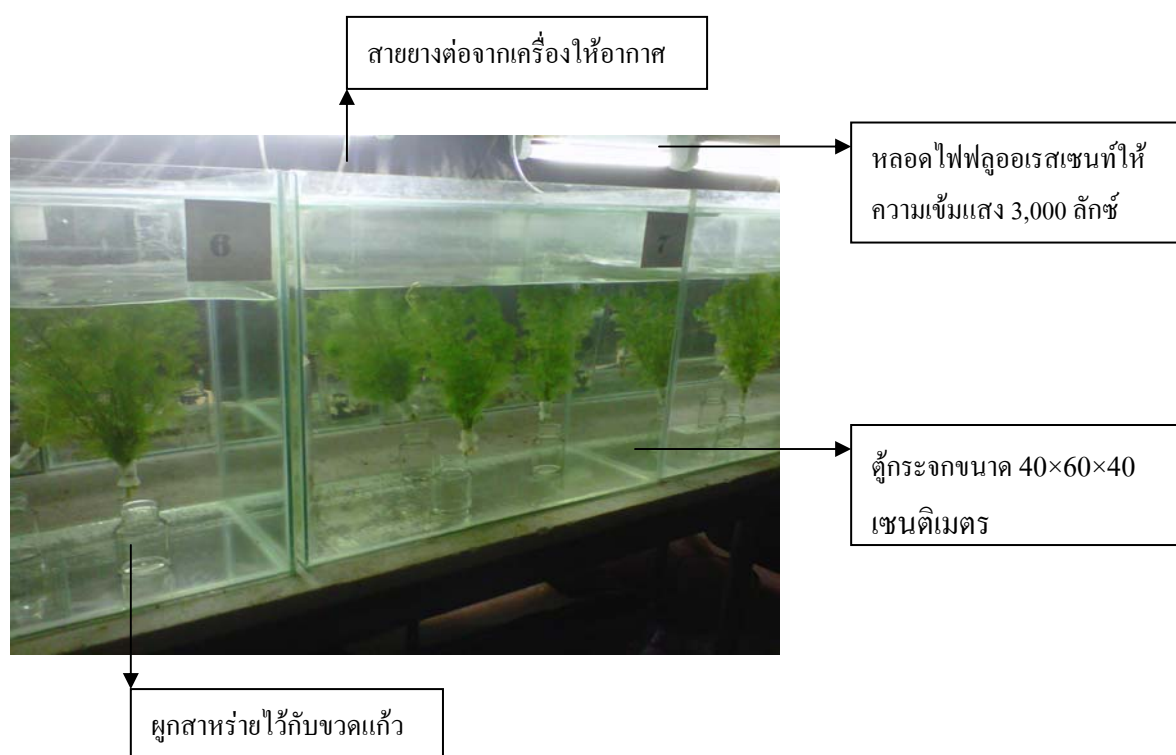 สายยางต่อจากเครื่องให้อากาศ
หลอดไฟฟลูออเรสเซนท์ให้
ความเข้มแสง 3,000 ลักซ์
6
7
ตู้กระจกขนาด 40×60×40
เซนติเมตร
ผูกสาหร่ายไว้กับขวดแก้ว